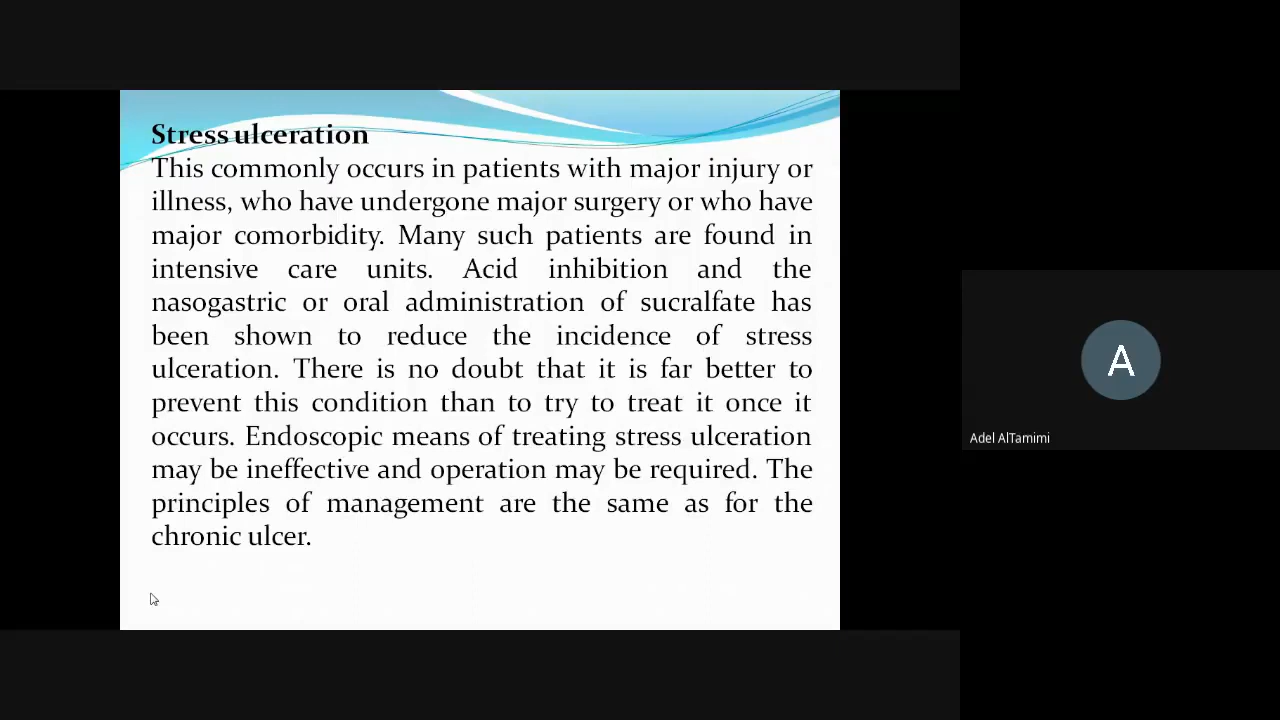 Stress ulceration
This commonly occurs in patients with major injury or
illness, who have undergone major surgery or who have
major comorbidity. Many such patients are found in
intensive care units. Acid inhibition and the
nasogastric or oral administration of sucralfate has
been shown to reduce the incidence of stress
ulceration. There is no doubt that it is far better to
prevent this condition than to try to treat it once it
occurs. Endoscopic means of treating stress ulceration
may be ineffective and operation may be required. The
principles of management are the same as for the
chronic ulcer.
A
Adel AlTamimi